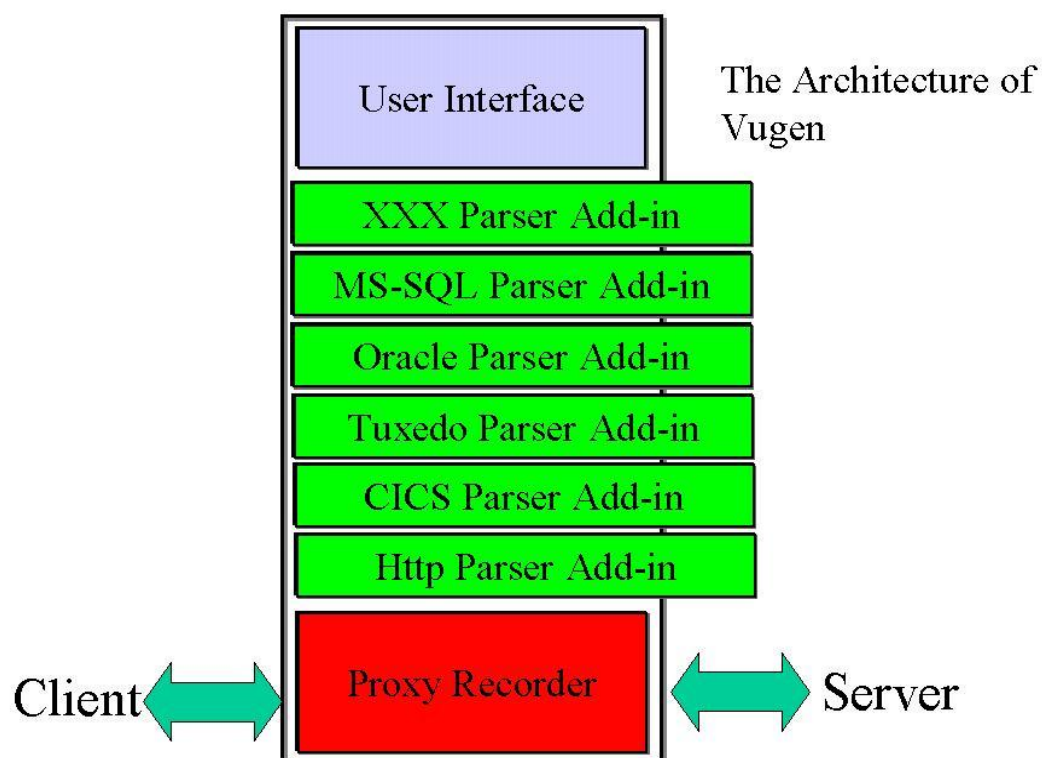 User Interface
The Architecture of
Vugen
XXX Parser Add-in
MS-SQL Parser Add-in
Oracle Parser Add-in
Tuxedo Parser Add-in
CICS Parser Add-in
Http Parser Add-in
Client
Proxy Recorder
Server